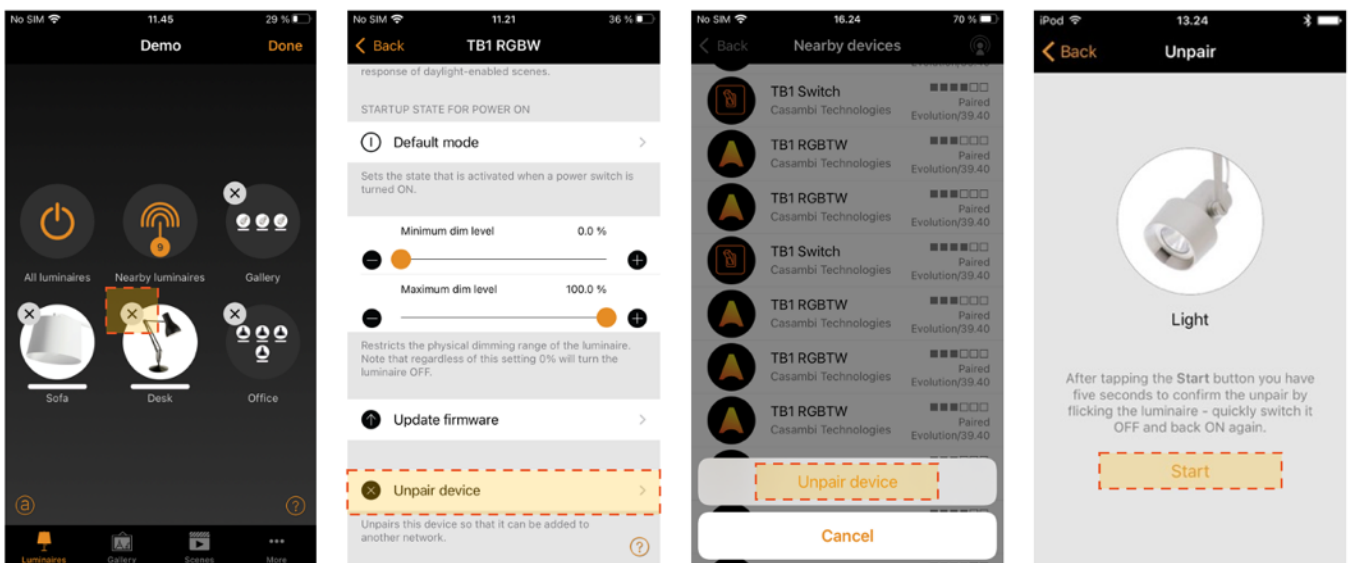 No SIM 11.45 29 %
Demo Done
9
All luminaires Nearby luminaires Gallery
Sofa Desk Office
a ?
Luminaires Gallery Scenes More
No SIM 11.21 36 %
Back TB1 RGBW
response of daylight-enabled scenes.
STARTUP STATE FOR POWER ON
Default mode
Sets the state that is activated when a power switch is
turned ON.
Minimum dim level 0.0 %
Maximum dim level 100.0 %
Restricts the physical dimming range of the luminaire.
Note that regardless of this setting 0% will turn the
luminaire OFF.
Update firmware
Unpair device
Unpairs this device so that it can be added to
another network.
?
No SIM 16.24 70 %
Back Nearby devices
TB1 Switch
Casambi Technologies
Paired
Evolution/39.40
TB1 RGBTW
Casambi Technologies
Paired
Evolution/39.40
TB1 RGBTW
Casambi Technologies
Paired
Evolution/39.40
TB1 Switch
Casambi Technologies
Paired
Evolution/39.40
TB1 RGBTW
Casambi Technologies
Paired
Evolution/39.40
TB1 RGBTW
Casambi Technologies
Paired
Evolution/39.40
TB1 RGBTW
Casambi Technologies
Paired
Evolution/39.40
Unpair device
Cancel
iPod 13.24
Back Unpair
Light
After tapping the Start button you have
five seconds to confirm the unpair by
flicking the luminaire - quickly switch it
OFF and back ON again.
Start